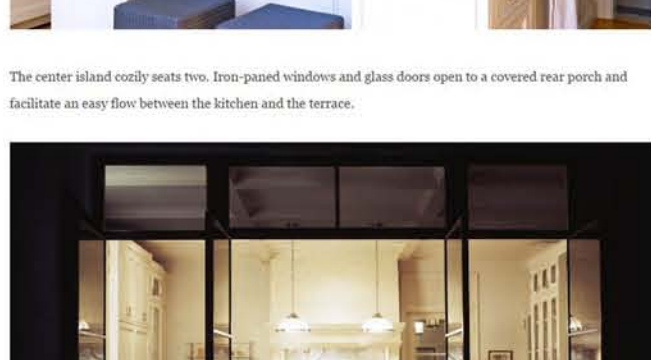 The center island cozily seats two. Iron-paned windows and glass doors open to a covered rear porch and
facilitate an easy flow between the kitchen and the terrace.